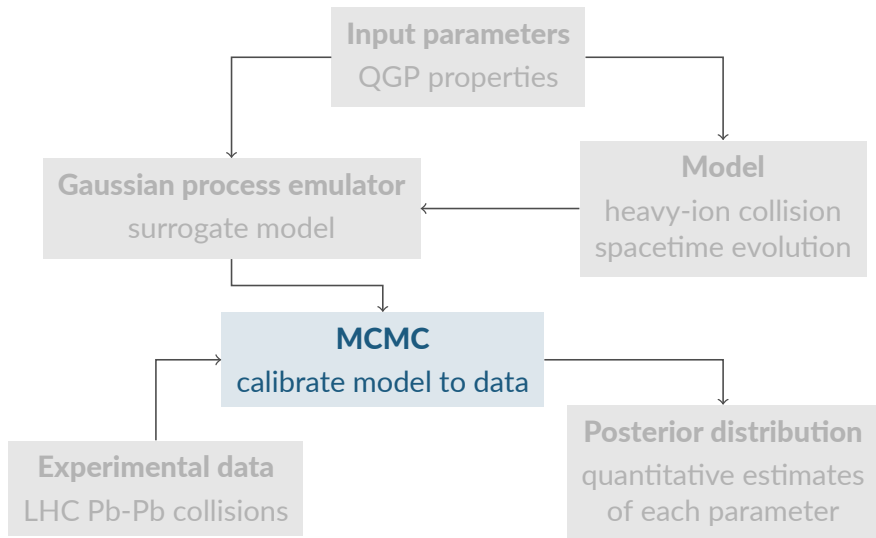 Input parameters
QGP properties
Gaussian process emulator
surrogate model
Model
heavy-ion collision
spacetime evolution
MCMC
calibrate model to data
Experimental data
LHC Pb-Pb collisions
Posterior distribution
quantitative estimates
of each parameter